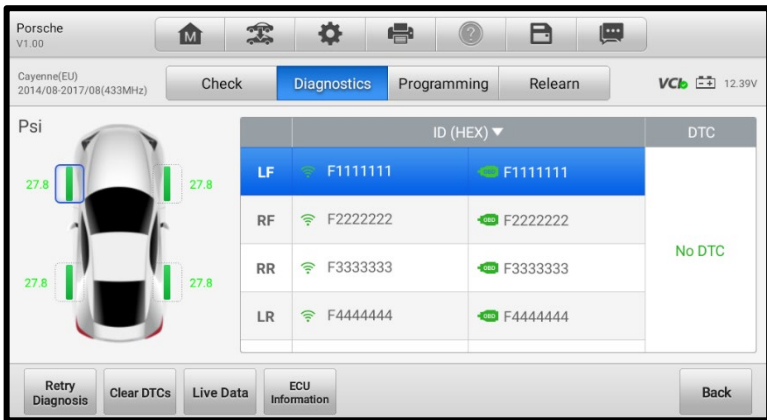 Porsche
V1.00
M
?
Cayenne(EU)
2014/08-2017/08(433MHz)
Check
Diagnostics
Programming
Relearn
VCI
12.39V
Psi
27.8
27.8
27.8
27.8
ID (HEX) ▼
DTC
LF F1111111 OBD F1111111
RF F2222222 OBD F2222222
RR F3333333 OBD F3333333
LR F4444444 OBD F4444444
No DTC
Retry
Diagnosis
Clear DTCs
Live Data
ECU
Information
Back